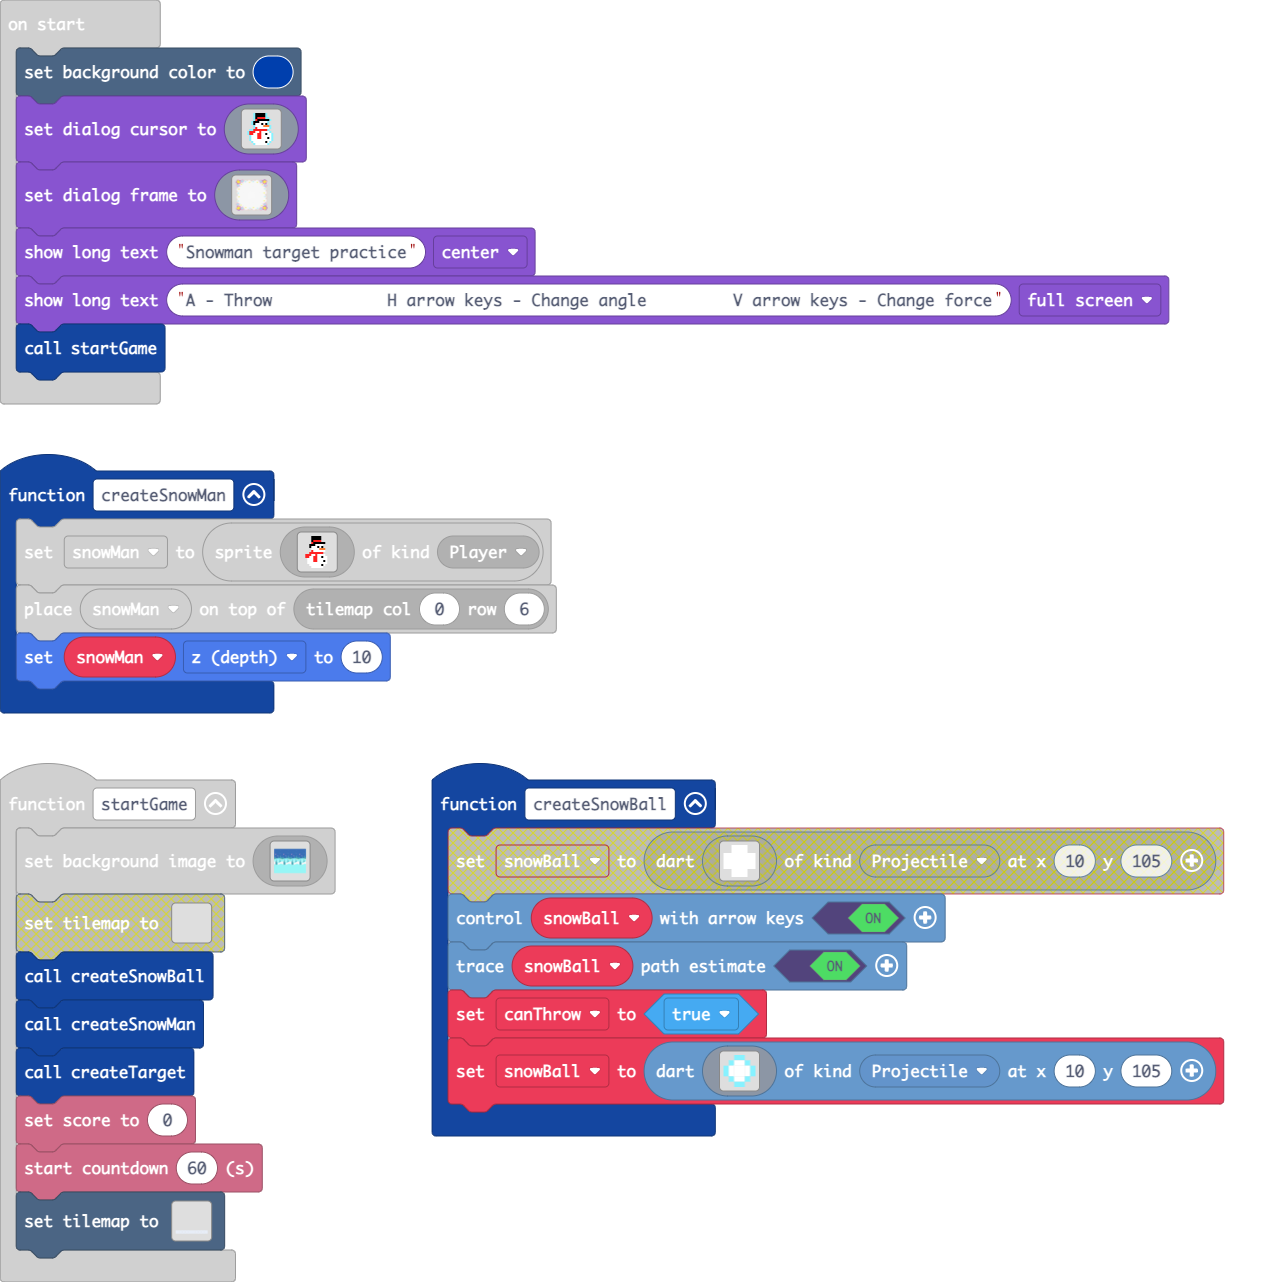 on start
set background color to
set dialog cursor to
set dialog frame to
show long text "Snowman target practice" center
show long text "A - Throw H arrow keys - Change angle V arrow keys - Change force" full screen
call startGame
function createSnowMan
set snowMan to sprite of kind Player
place snowMan on top of tilemap col 0 row 6
set snowMan z (depth) to 10
function startGame
set background image to
set tilemap to
call createSnowBall
call createSnowMan
call createTarget
set score to 0
start countdown 60 (s)
set tilemap to
function createSnowBall
set snowBall to dart of kind Projectile at x 10 y 105
control snowBall with arrow keys ON
trace snowBall path estimate ON
set canThrow to true
set snowBall to dart of kind Projectile at x 10 y 105